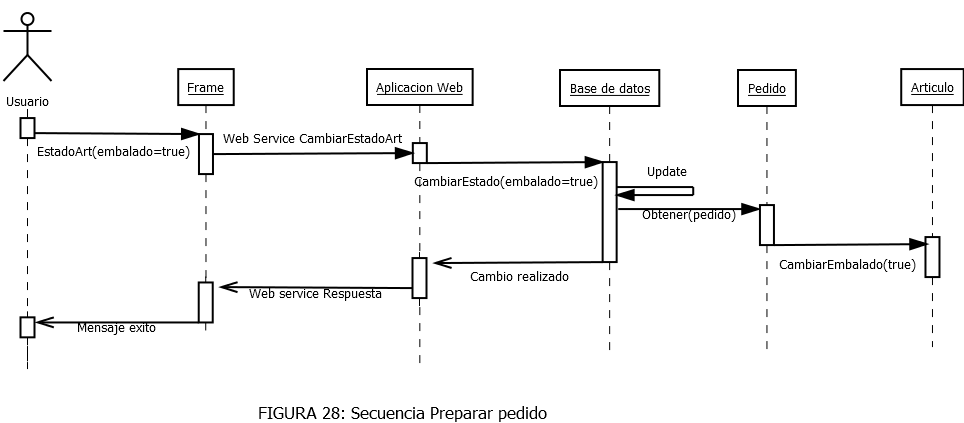 Usuario
Frame
Aplicacion Web
Base de datos
Pedido
Articulo
EstadoArt(embalado=true)
Web Service CambiarEstadoArt
CambiarEstado(embalado=true)
Update
Obtener(pedido)
CambiarEmbalado(true)
Cambio realizado
Web service Respuesta
Mensaje exito
FIGURA 28: Secuencia Preparar pedido